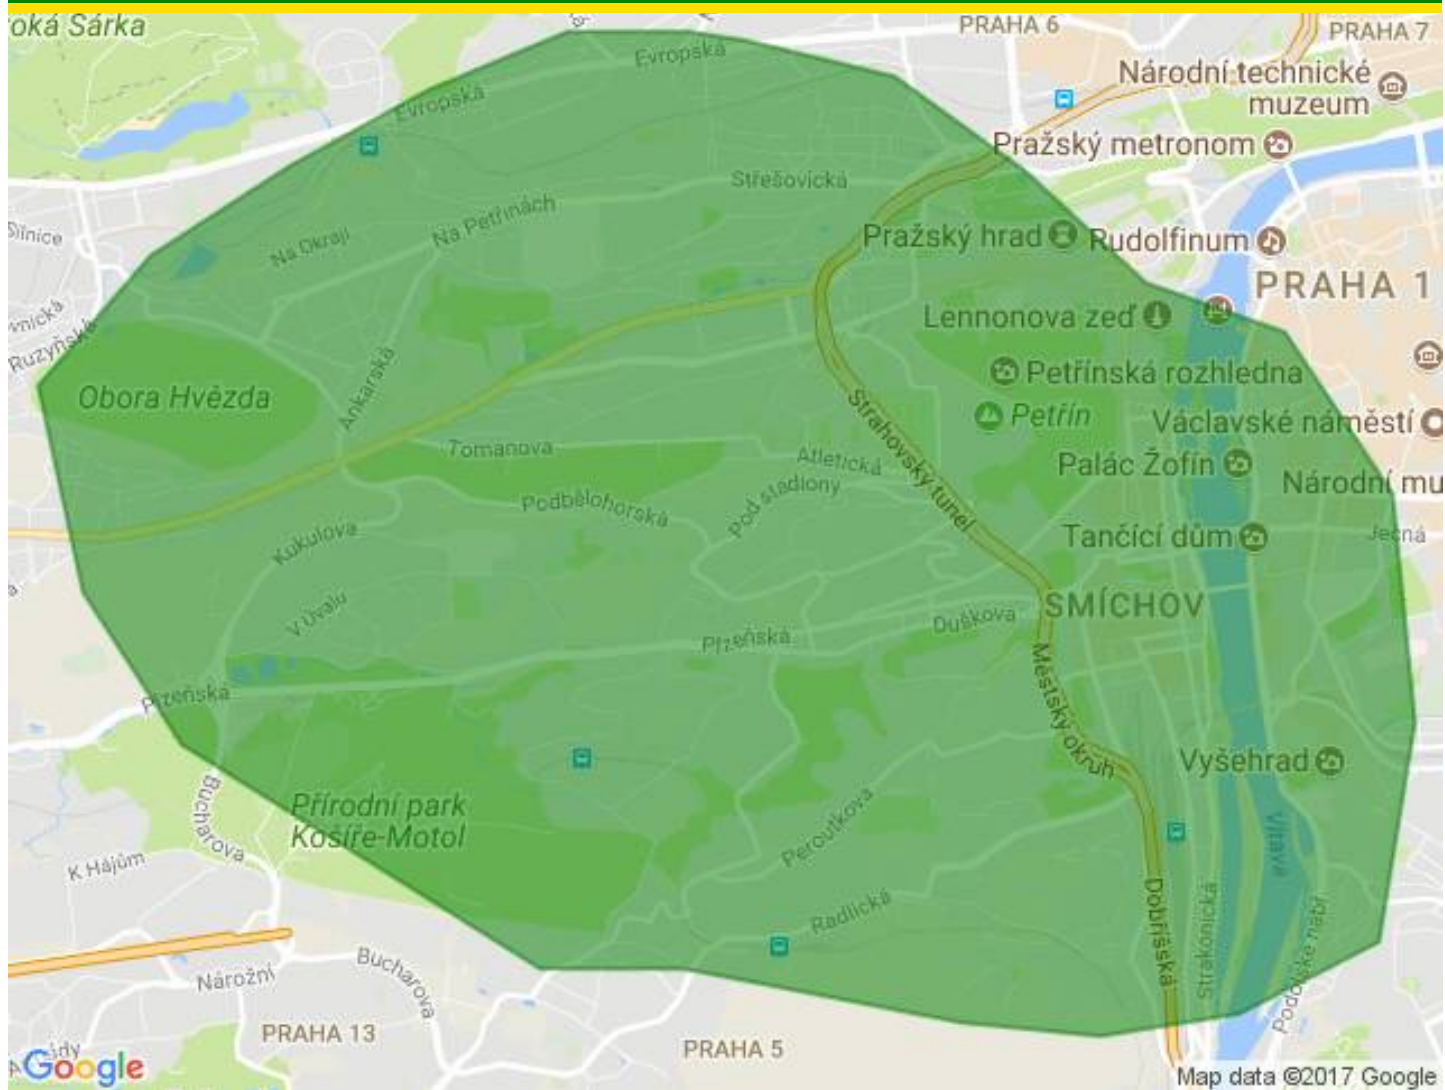 oká Šárka
PRAHA 6
PRAHA 7
Evropská
Národní technické
muzeum
Evropská
Pražský metronom
Střešovická
Na Petřinách
Na Okraji
Pražský hrad
Rudolfinum
PRAHA 1
Lennonova zeď
Ruzyňská
Petřínská rozhledna
Obora Hvězda
Ankarská
Petřín
Václavské náměstí
Strahovský tunel
Tomanova
Atletická
Palác Žofín
Národní mu
Pod stadiony
Podbělohorská
Kukulova
Tančící dům
Ječná
V Úvalu
SMÍCHOV
Duškova
Plzeňská
Plzeňská
Městský okruh
Vyšehrad
Přírodní park
Košíře-Motol
Bucharova
Peroutkova
Vltava
K Hájům
Radlická
Dobříšská
Strakonická
Podolské nábř
Nárožní
Bucharova
PRAHA 13
PRAHA 5
Google
Map data ©2017 Google